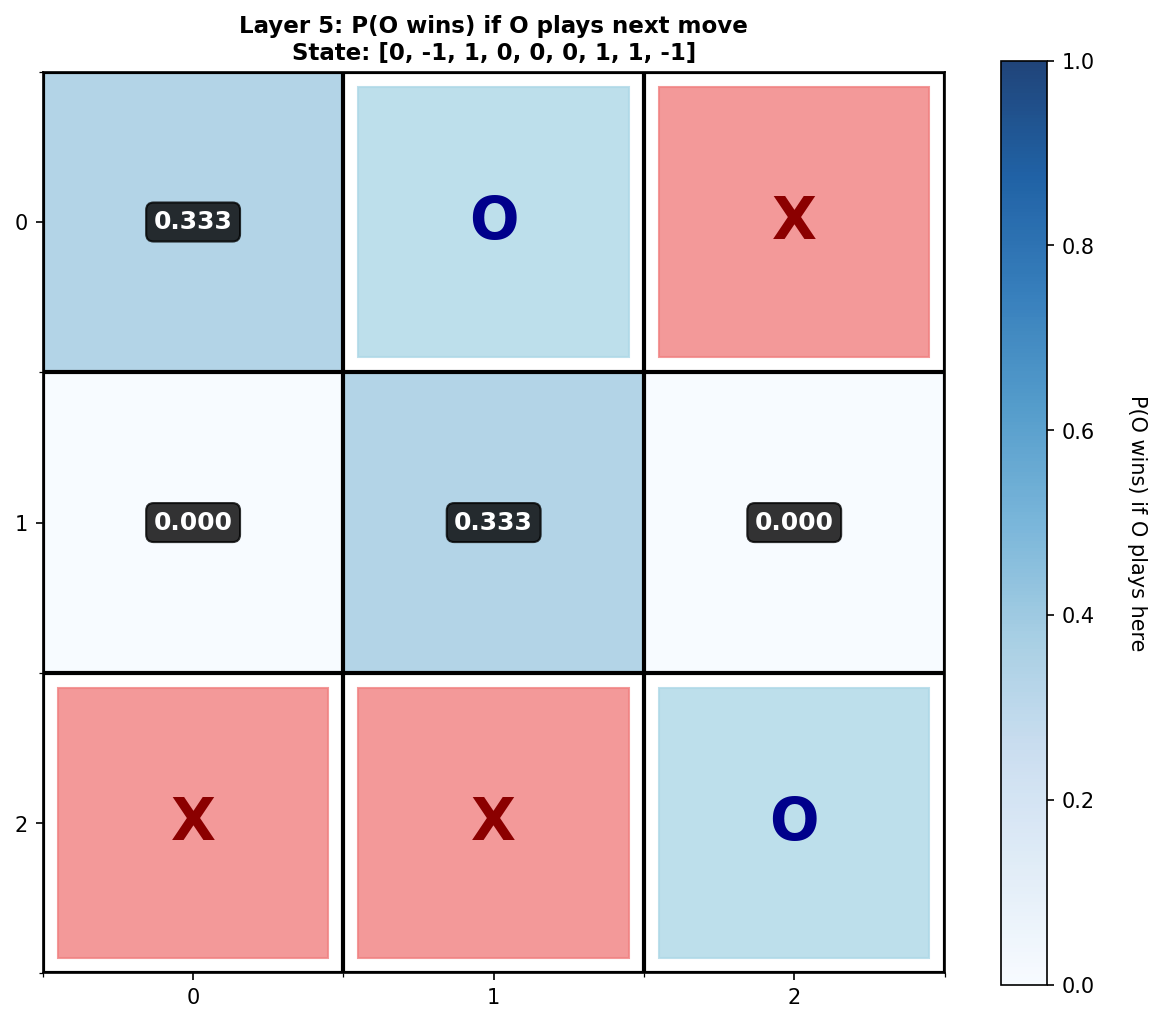 Layer 5: P(O wins) if O plays next move
State: [0, -1, 1, 0, 0, 0, 1, 1, -1]
0.333
O
X
0.000
0.333
0.000
X
X
O
0
1
2
0
1
2
1.0
0.8
0.6
0.4
0.2
0.0
P(O wins) if O plays here